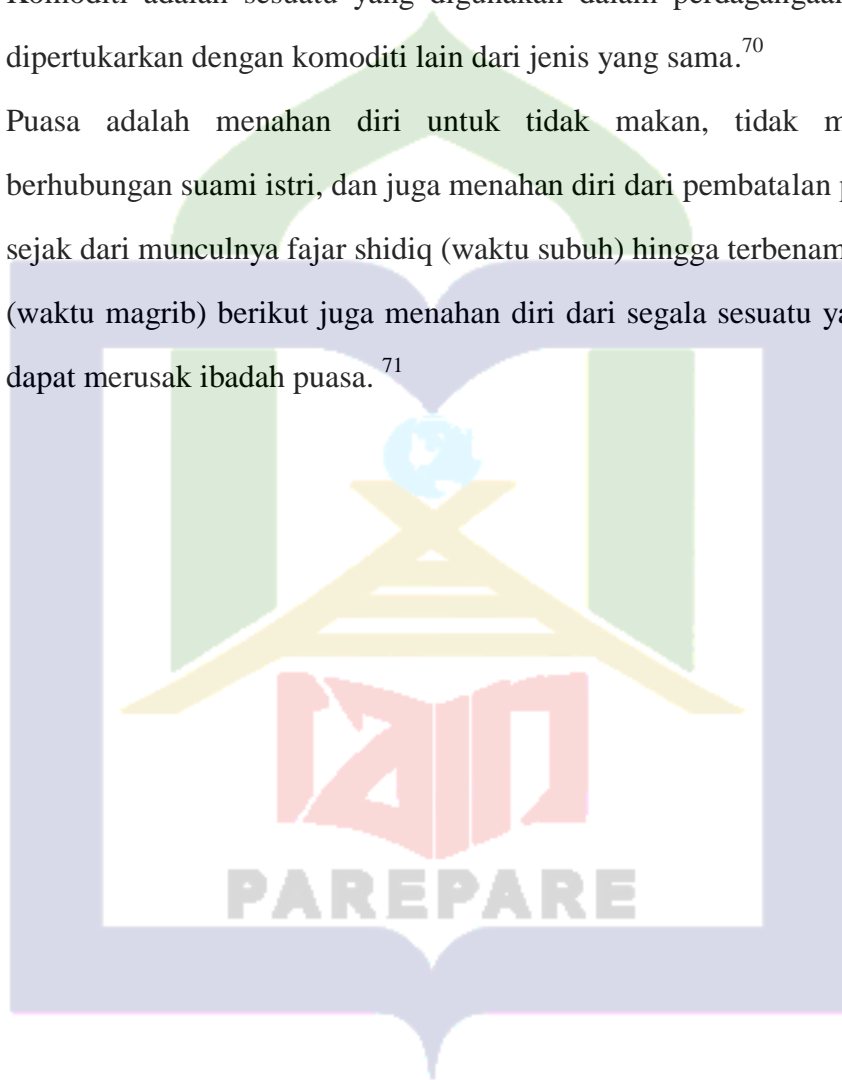 Komoditi adalah sesuatu yang digunakan dalam perdagangaan
dipertukarkan dengan komoditi lain dari jenis yang sama.70
Puasa adalah menahan diri untuk tidak makan, tidak
berhubungan suami istri, dan juga menahan diri dari pembatalan
sejak dari munculnya fajar shidiq (waktu subuh) hingga terbenam
(waktu magrib) berikut juga menahan diri dari segala sesuatu
dapat merusak ibadah puasa. 71
iain
PAREPARE